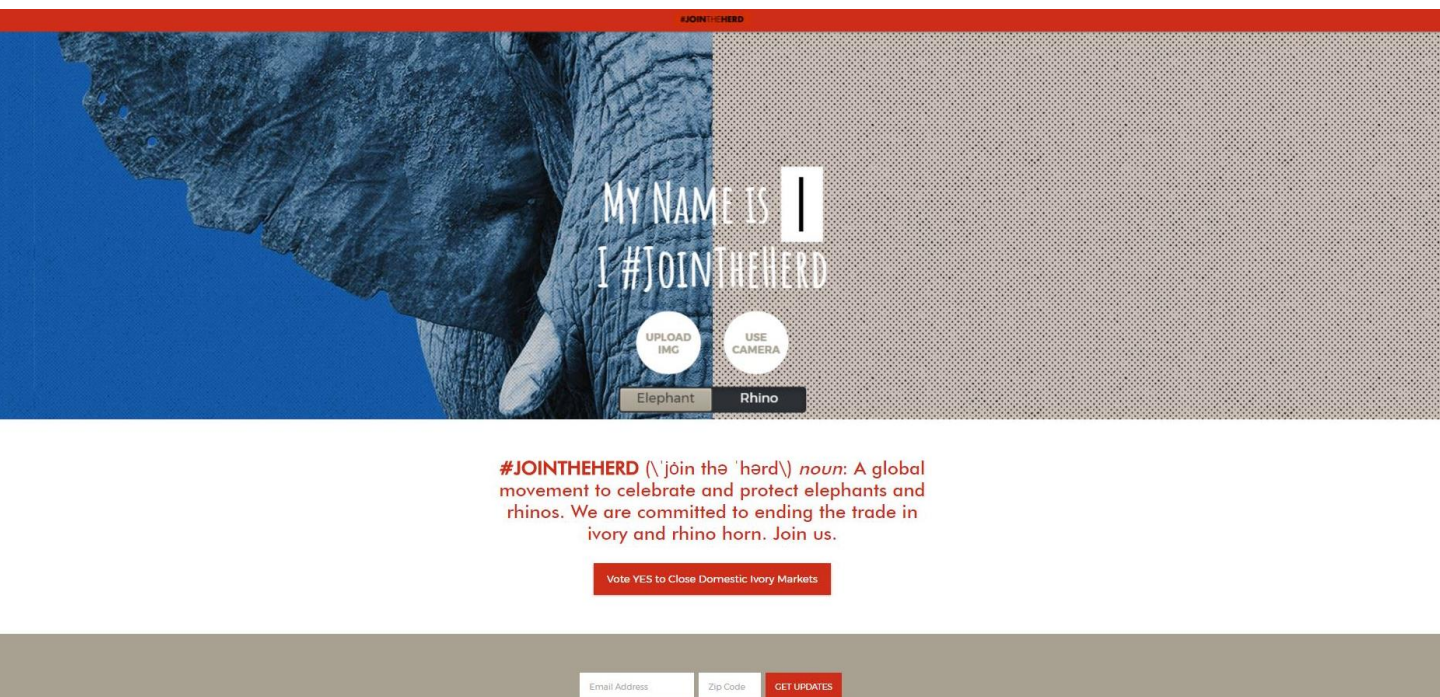 #JOINTHEHERD
My Name is
I #JoinTheHerd
UPLOAD
IMG
USE
CAMERA
Elephant
Rhino
#JOINTHEHERD (\ˈjȯin thə ˈhərd\) noun: A global
movement to celebrate and protect elephants and
rhinos. We are committed to ending the trade in
ivory and rhino horn. Join us.
Vote YES to Close Domestic Ivory Markets
Email Address
Zip Code
GET UPDATES